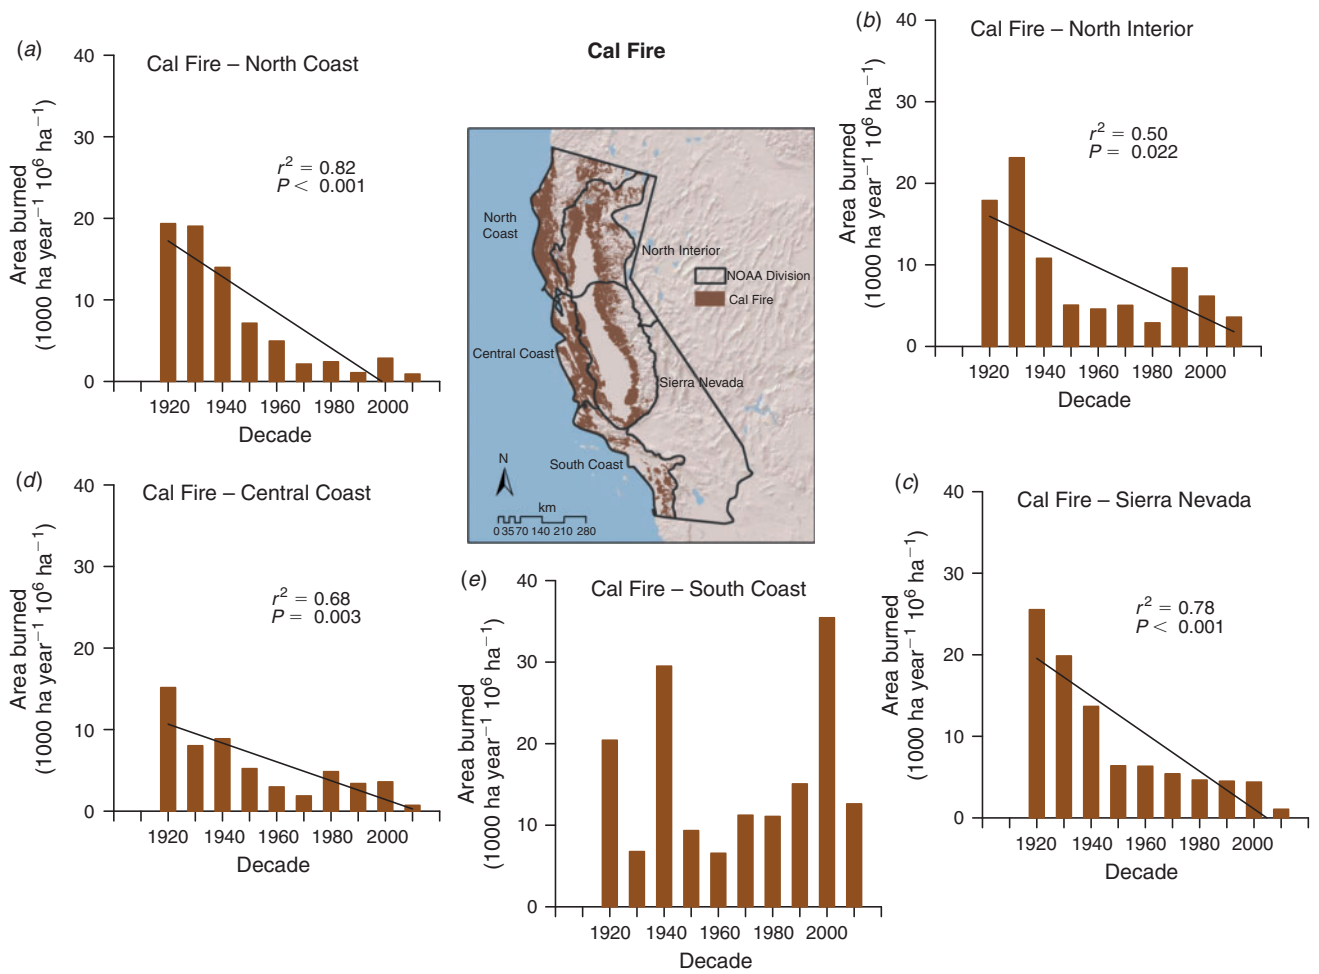 (a)
Cal Fire – North Coast
Area burned
(1000 ha year⁻¹ 10⁶ ha⁻¹)
40
30
20
10
0
r² = 0.82
P < 0.001
1920 1940 1960 1980 2000
Decade
Cal Fire
North
Coast
North Interior
NOAA Division
Cal Fire
Central Coast
Sierra Nevada
South Coast
N
km
0 35 70 140 210 280
(b)
Cal Fire – North Interior
Area burned
(1000 ha year⁻¹ 10⁶ ha⁻¹)
40
30
20
10
0
r² = 0.50
P = 0.022
1920 1940 1960 1980 2000
Decade
(d)
Cal Fire – Central Coast
Area burned
(1000 ha year⁻¹ 10⁶ ha⁻¹)
40
30
20
10
0
r² = 0.68
P = 0.003
1920 1940 1960 1980 2000
Decade
(e)
Cal Fire – South Coast
Area burned
(1000 ha year⁻¹ 10⁶ ha⁻¹)
40
30
20
10
0
1920 1940 1960 1980 2000
Decade
(c)
Cal Fire – Sierra Nevada
Area burned
(1000 ha year⁻¹ 10⁶ ha⁻¹)
40
30
20
10
0
r² = 0.78
P < 0.001
1920 1940 1960 1980 2000
Decade